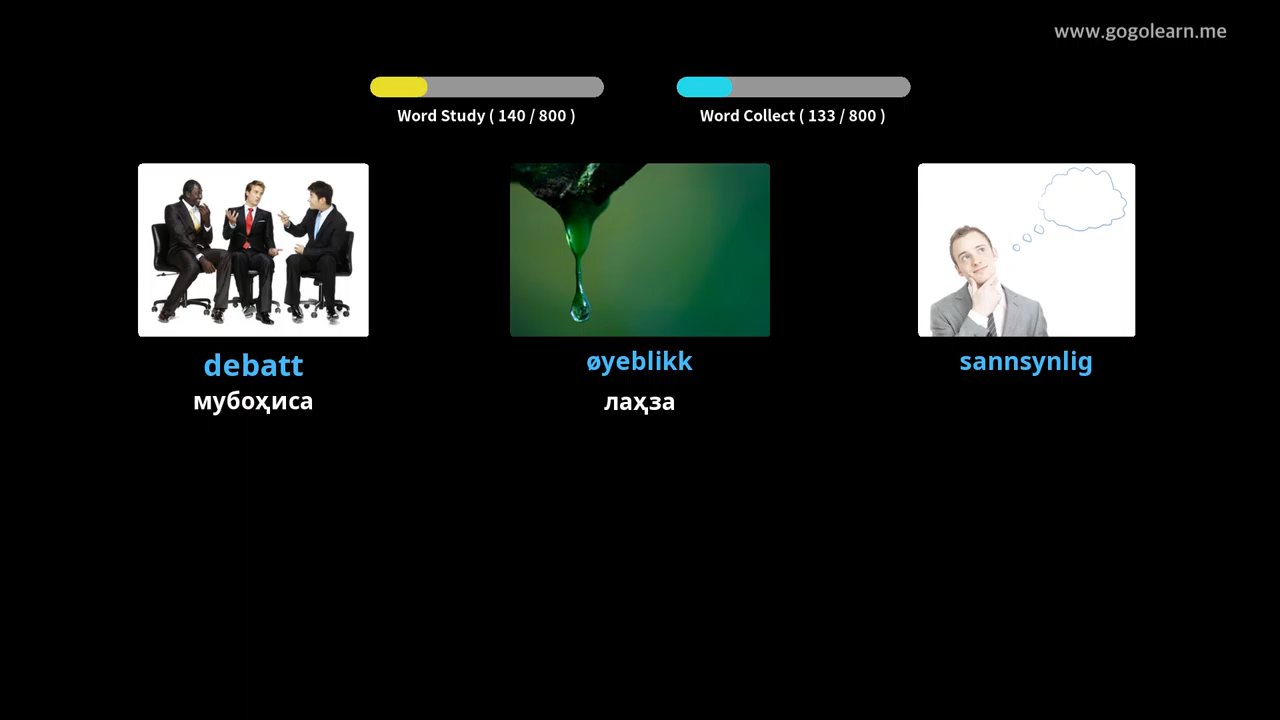 www.gogolearn.me
Word Study ( 140 / 800 )
Word Collect ( 133 / 800 )
debatt
мубоҳиса
øyeblikk
лаҳза
sannsynlig